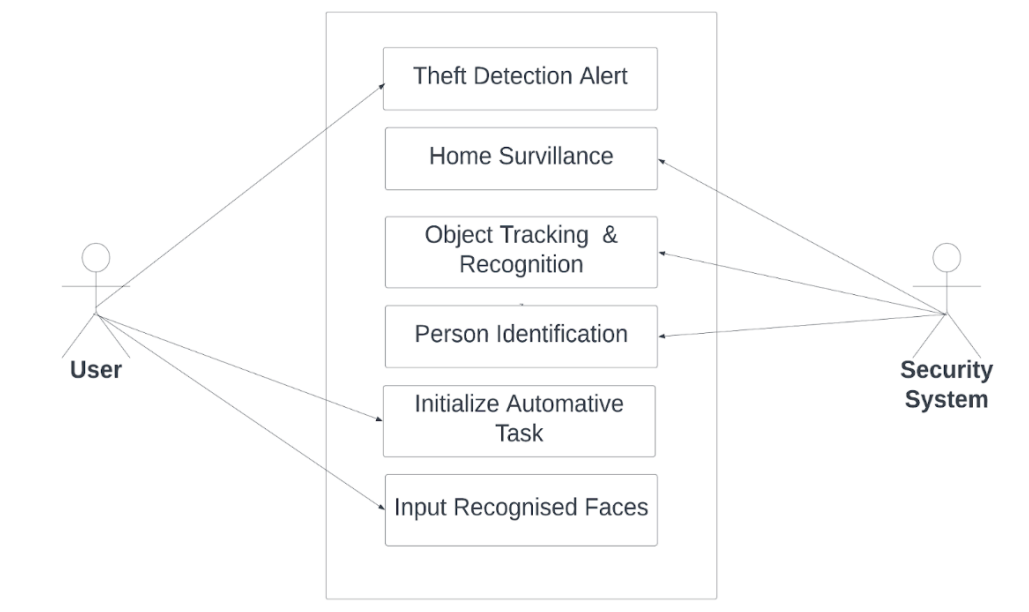 Theft Detection Alert
Home Survillance
Object Tracking &
Recognition
Person Identification
User
Security
System
Initialize Automative
Task
Input Recognised Faces